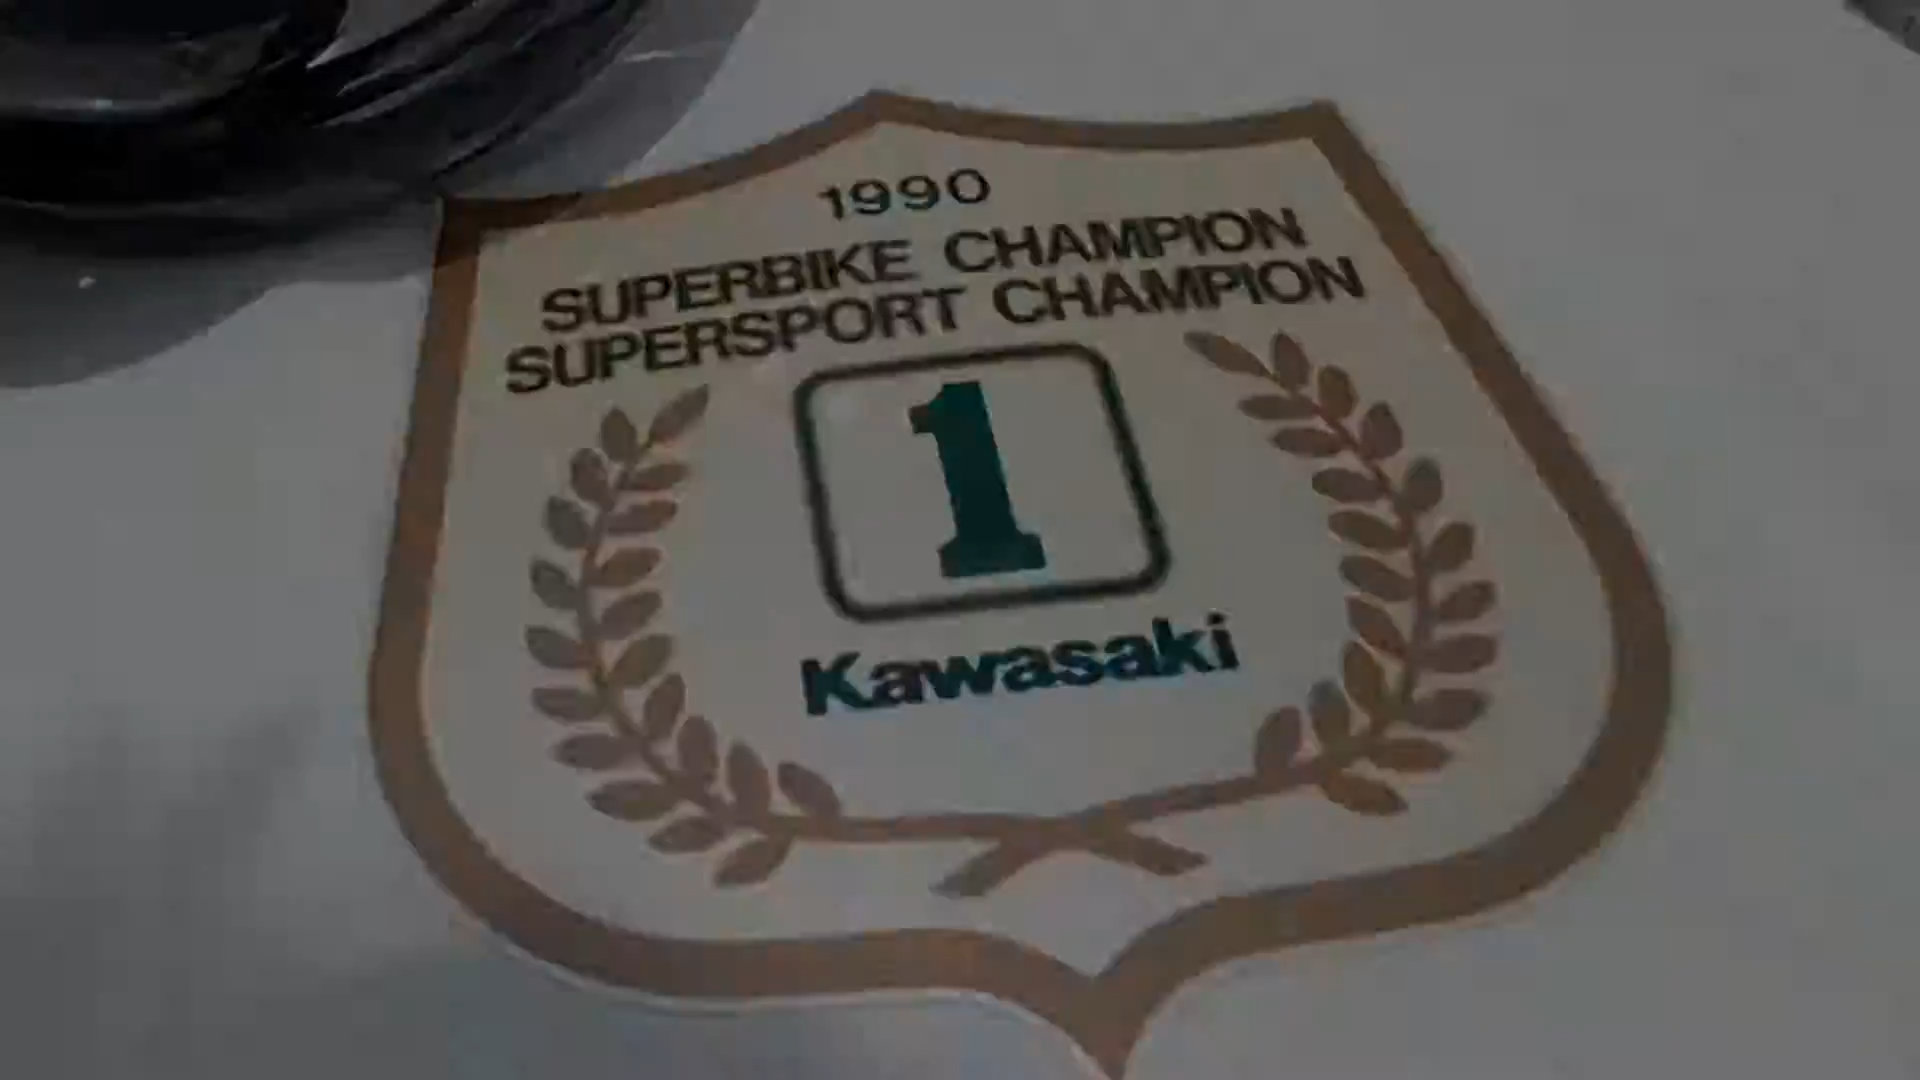 1990
SUPERBIKE CHAMPION
SUPERSPORT CHAMPION
1
Kawasaki